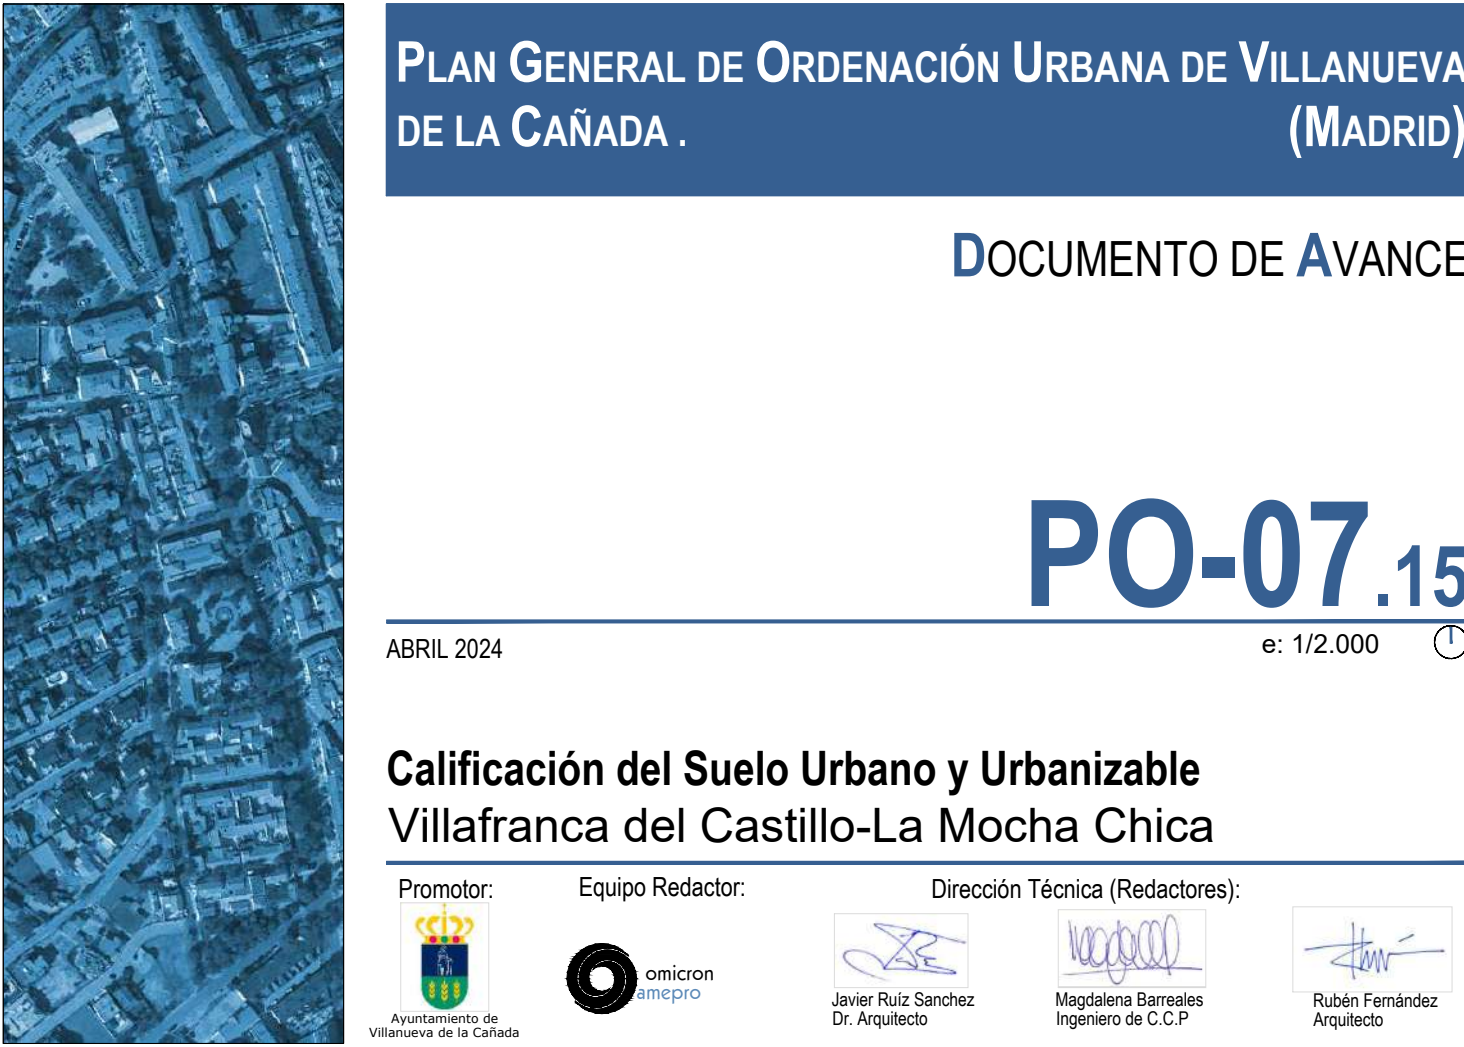 PLAN GENERAL DE ORDENACIÓN URBANA DE VILLANUEVA
DE LA CAÑADA . (MADRID)
DOCUMENTO DE AVANCE
PO-07.15
ABRIL 2024 e: 1/2.000
Calificación del Suelo Urbano y Urbanizable
Villafranca del Castillo-La Mocha Chica
Promotor: Equipo Redactor: Dirección Técnica (Redactores):
omicron
amepro
Javier Ruíz Sanchez Magdalena Barreales Rubén Fernández
Dr. Arquitecto Ingeniero de C.C.P Arquitecto
Ayuntamiento de
Villanueva de la Cañada